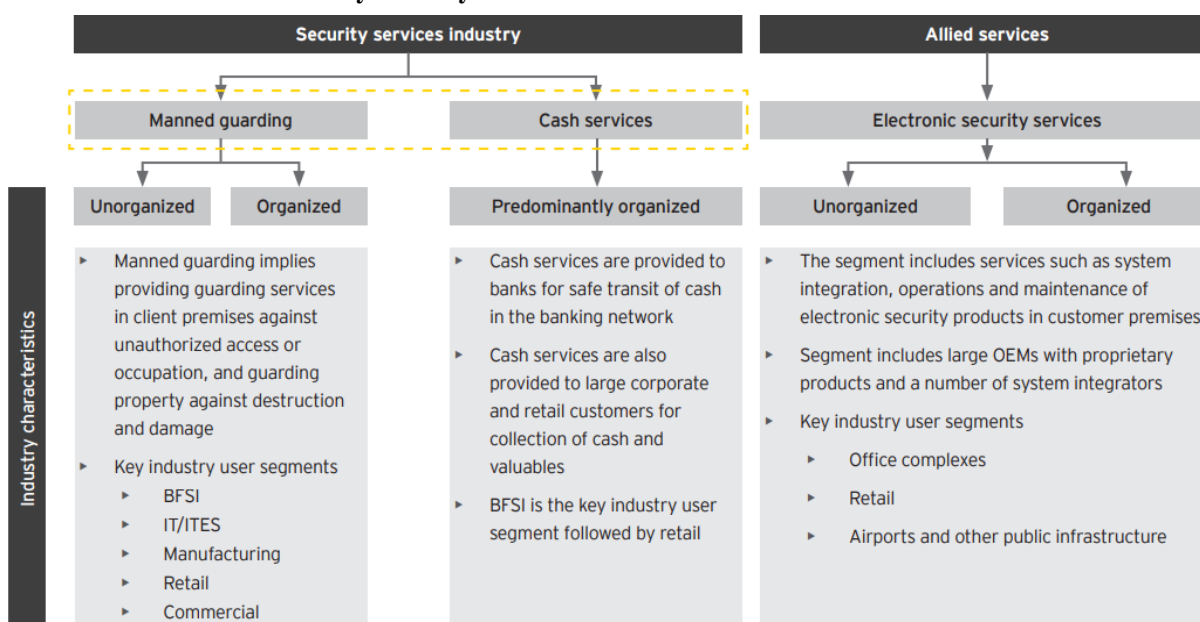 Security services industry
Allied services
Manned guarding
Cash services
Electronic security services
Unorganized
Organized
Predominantly organized
Unorganized
Organized
Industry characteristics
Manned guarding implies
providing guarding services
in client premises against
unauthorized access or
occupation, and guarding
property against destruction
and damage
Key industry user segments
BFSI
IT/ITES
Manufacturing
Retail
Commercial
Cash services are provided to
banks for safe transit of cash
in the banking network
Cash services are also
provided to large corporate
and retail customers for
collection of cash and
valuables
BFSI is the key industry user
segment followed by retail
The segment includes services such as system
integration, operations and maintenance of
electronic security products in customer premises
Segment includes large OEMs with proprietary
products and a number of system integrators
Key industry user segments
Office complexes
Retail
Airports and other public infrastructure